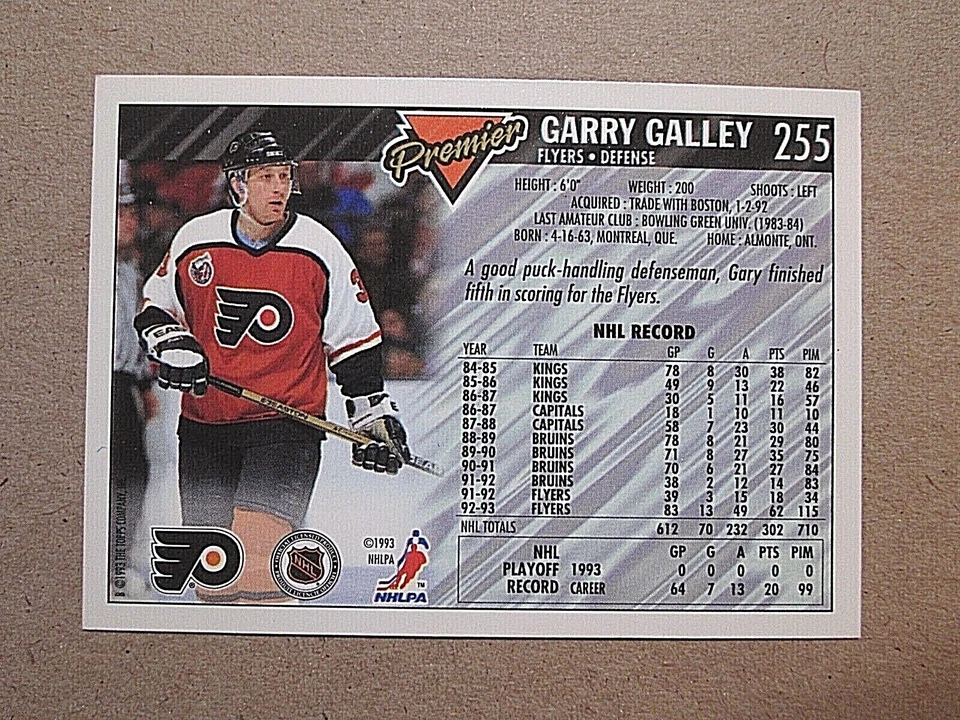 Premier
GARRY GALLEY 255
FLYERS • DEFENSE
HEIGHT : 6'0" WEIGHT : 200 SHOOTS : LEFT
ACQUIRED : TRADE WITH BOSTON, 1-2-92
LAST AMATEUR CLUB : BOWLING GREEN UNIV. (1983-84)
BORN : 4-16-63, MONTREAL, QUE. HOME : ALMONTE, ONT.
A good puck-handling defenseman, Gary finished
fifth in scoring for the Flyers.
NHL RECORD
YEAR TEAM GP G A PTS PIM
84-85 KINGS 78 8 30 38 82
85-86 KINGS 49 9 13 22 46
86-87 KINGS 30 5 11 16 57
86-87 CAPITALS 18 1 10 11 10
87-88 CAPITALS 58 7 23 30 44
88-89 BRUINS 78 8 21 29 80
89-90 BRUINS 71 8 27 35 75
90-91 BRUINS 70 6 21 27 84
91-92 BRUINS 38 2 12 14 83
91-92 FLYERS 39 3 15 18 34
92-93 FLYERS 83 13 49 62 115
NHL TOTALS 612 70 232 302 710
NHL GP G A PTS PIM
PLAYOFF 1993 0 0 0 0 0
RECORD CAREER 64 7 13 20 99
EASTON
©1993 THE TOPPS COMPANY, 
NHL
©1993
NHLPA
NHLPA
TM